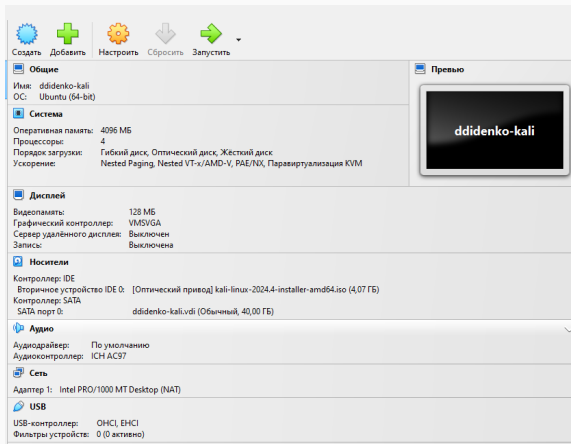 Создать Добавить Настроить Сбросить Запустить
Общие
Имя: ddidenko-kali
ОС: Ubuntu (64-bit)
Превью
ddidenko-kali
Система
Оперативная память: 4096 МБ
Процессоры: 4
Порядок загрузки: Гибкий диск, Оптический диск, Жёсткий диск
Ускорение: Nested Paging, Nested VT-x/AMD-V, PAE/NX, Паравиртуализация KVM
Дисплей
Видеопамять: 128 МБ
Графический контроллер: VMSVGA
Сервер удалённого дисплея: Выключен
Запись: Выключена
Носители
Контроллер: IDE
Вторичное устройство IDE 0: [Оптический привод] kali-linux-2024.4-installer-amd64.iso (4,07 ГБ)
Контроллер: SATA
SATA порт 0: ddidenko-kali.vdi (Обычный, 40,00 ГБ)
Аудио
Аудиодрайвер: По умолчанию
Аудиоконтроллер: ICH AC97
Сеть
Адаптер 1: Intel PRO/1000 MT Desktop (NAT)
USB
USB-контроллер: OHCI, EHCI
Фильтры устройств: 0 (0 активно)